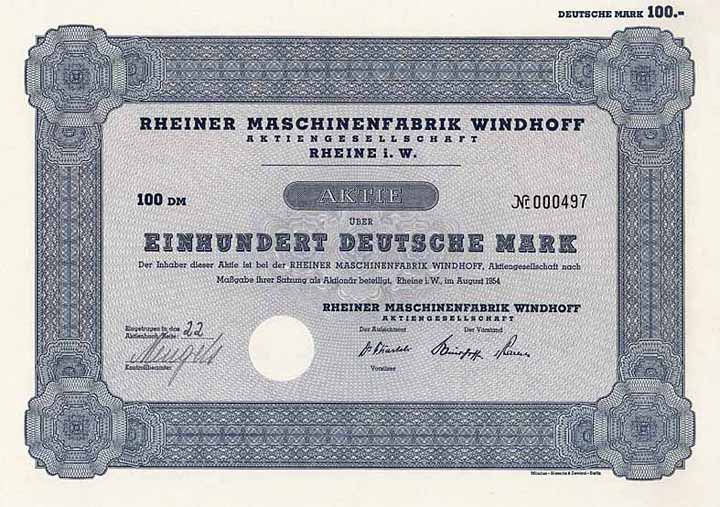 DEUTSCHE MARK 100.-
RHEINER MASCHINENFABRIK WINDHOFF
AKTIENGESELLSCHAFT
RHEINE i. W.
100 DM
AKTIE
№ 000497
ÜBER
EINHUNDERT DEUTSCHE MARK
Der Inhaber dieser Aktie ist bei der RHEINER MASCHINENFABRIK WINDHOFF, Aktiengesellschaft nach
Maßgabe ihrer Satzung als Aktionär beteiligt. Rheine i. W., im August 1954
RHEINER MASCHINENFABRIK WINDHOFF
AKTIENGESELLSCHAFT
Eingetragen in das
Aktienbuch Seite: 22
Der Aufsichtsrat Der Vorstand
Kontrollbeamter
Vorsitzer